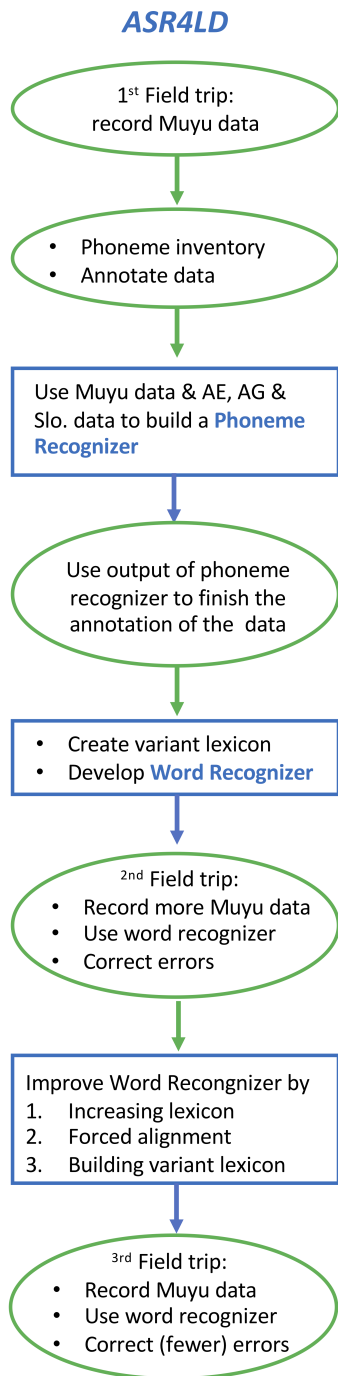 ASR4LD
1st Field trip:
record Muyu data
• Phoneme inventory
• Annotate data
Use Muyu data & AE, AG &
Slo. data to build a Phoneme
Recognizer
Use output of phoneme
recognizer to finish the
annotation of the data
• Create variant lexicon
• Develop Word Recognizer
2nd Field trip:
• Record more Muyu data
• Use word recognizer
• Correct errors
Improve Word Recongnizer by
1. Increasing lexicon
2. Forced alignment
3. Building variant lexicon
3rd Field trip:
• Record Muyu data
• Use word recognizer
• Correct (fewer) errors